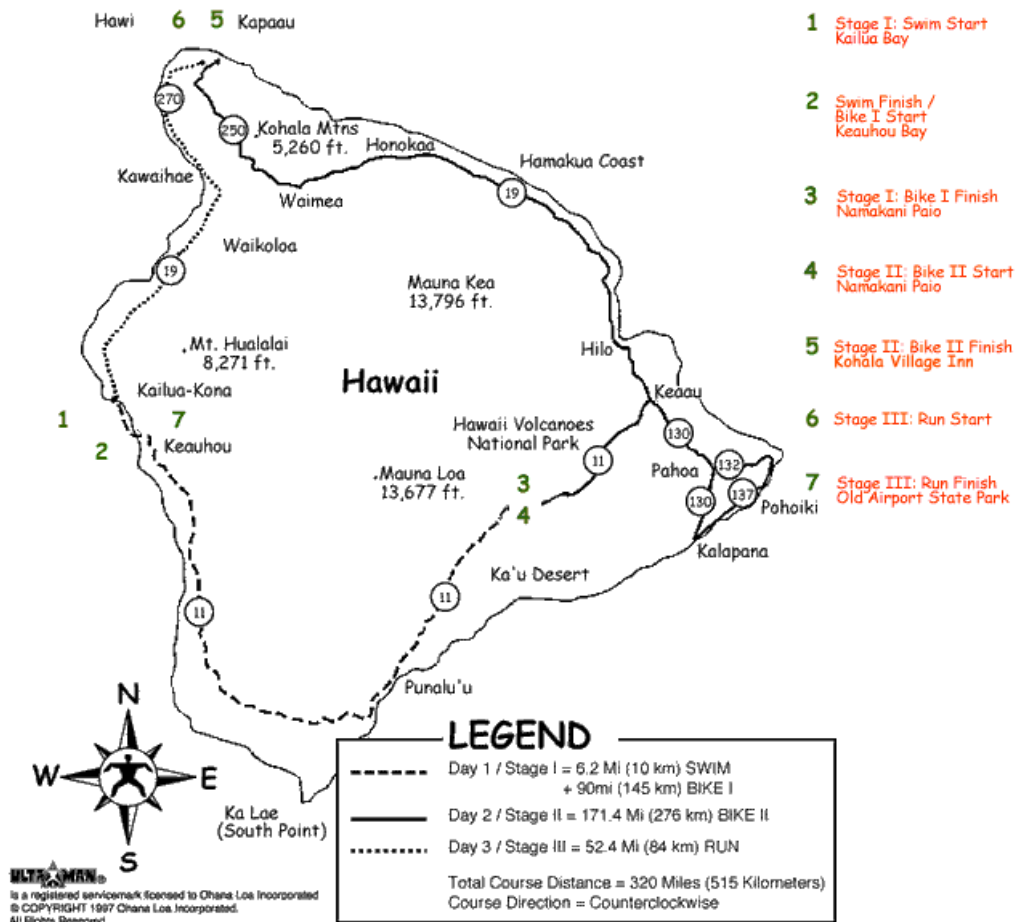 Hawi 6 5 Kapaau
270
250
Kohala Mtns
5,260 ft.
Honokaa
Hamakua Coast
Kawaihae
Waimea
19
Waikoloa
19
Mauna Kea
13,796 ft.
Mt. Hualalai
8,271 ft.
Hilo
Hawaii
Kailua-Kona
Keaau
1
7
2
Keauhou
Hawaii Volcanoes
National Park
130
11
Pahoa
132
Mauna Loa
13,677 ft.
3
4
130
137
Pohoiki
Kalapana
Ka'u Desert
11
11
Punalu'u
N
W E
S
Ka Lae
(South Point)
1 Stage I: Swim Start
Kailua Bay
2 Swim Finish /
Bike I Start
Keauhou Bay
3 Stage I: Bike I Finish
Namakani Paio
4 Stage II: Bike II Start
Namakani Paio
5 Stage II: Bike II Finish
Kohala Village Inn
6 Stage III: Run Start
7 Stage III: Run Finish
Old Airport State Park
LEGEND
Day 1 / Stage I = 6.2 Mi (10 km) SWIM
+ 90mi (145 km) BIKE I
Day 2 / Stage II = 171.4 Mi (276 km) BIKE II
Day 3 / Stage III = 52.4 Mi (84 km) RUN
Total Course Distance = 320 Miles (515 Kilometers)
Course Direction = Counterclockwise
ULTRAMAN®
is a registered servicemark licensed to Ohana Loa Incorporated
© COPYRIGHT 1997 Ohana Loa Incorporated.
All Rights Reserved